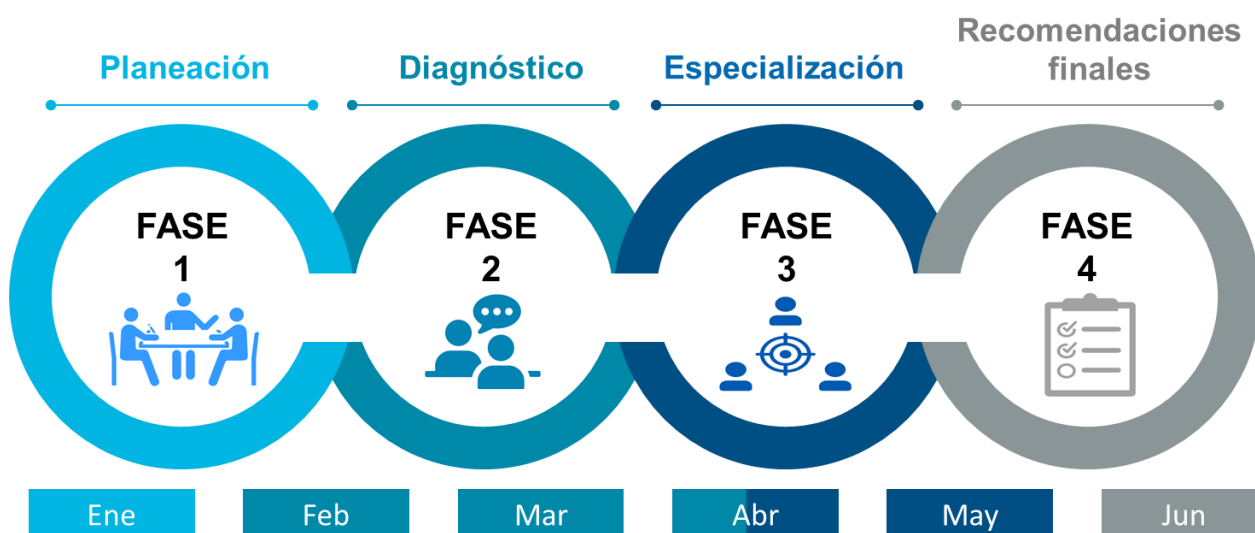 Planeación
Diagnóstico
Especialización
Recomendaciones
finales
FASE
1
FASE
2
FASE
3
FASE
4
Ene
Feb
Mar
Abr
May
Jun